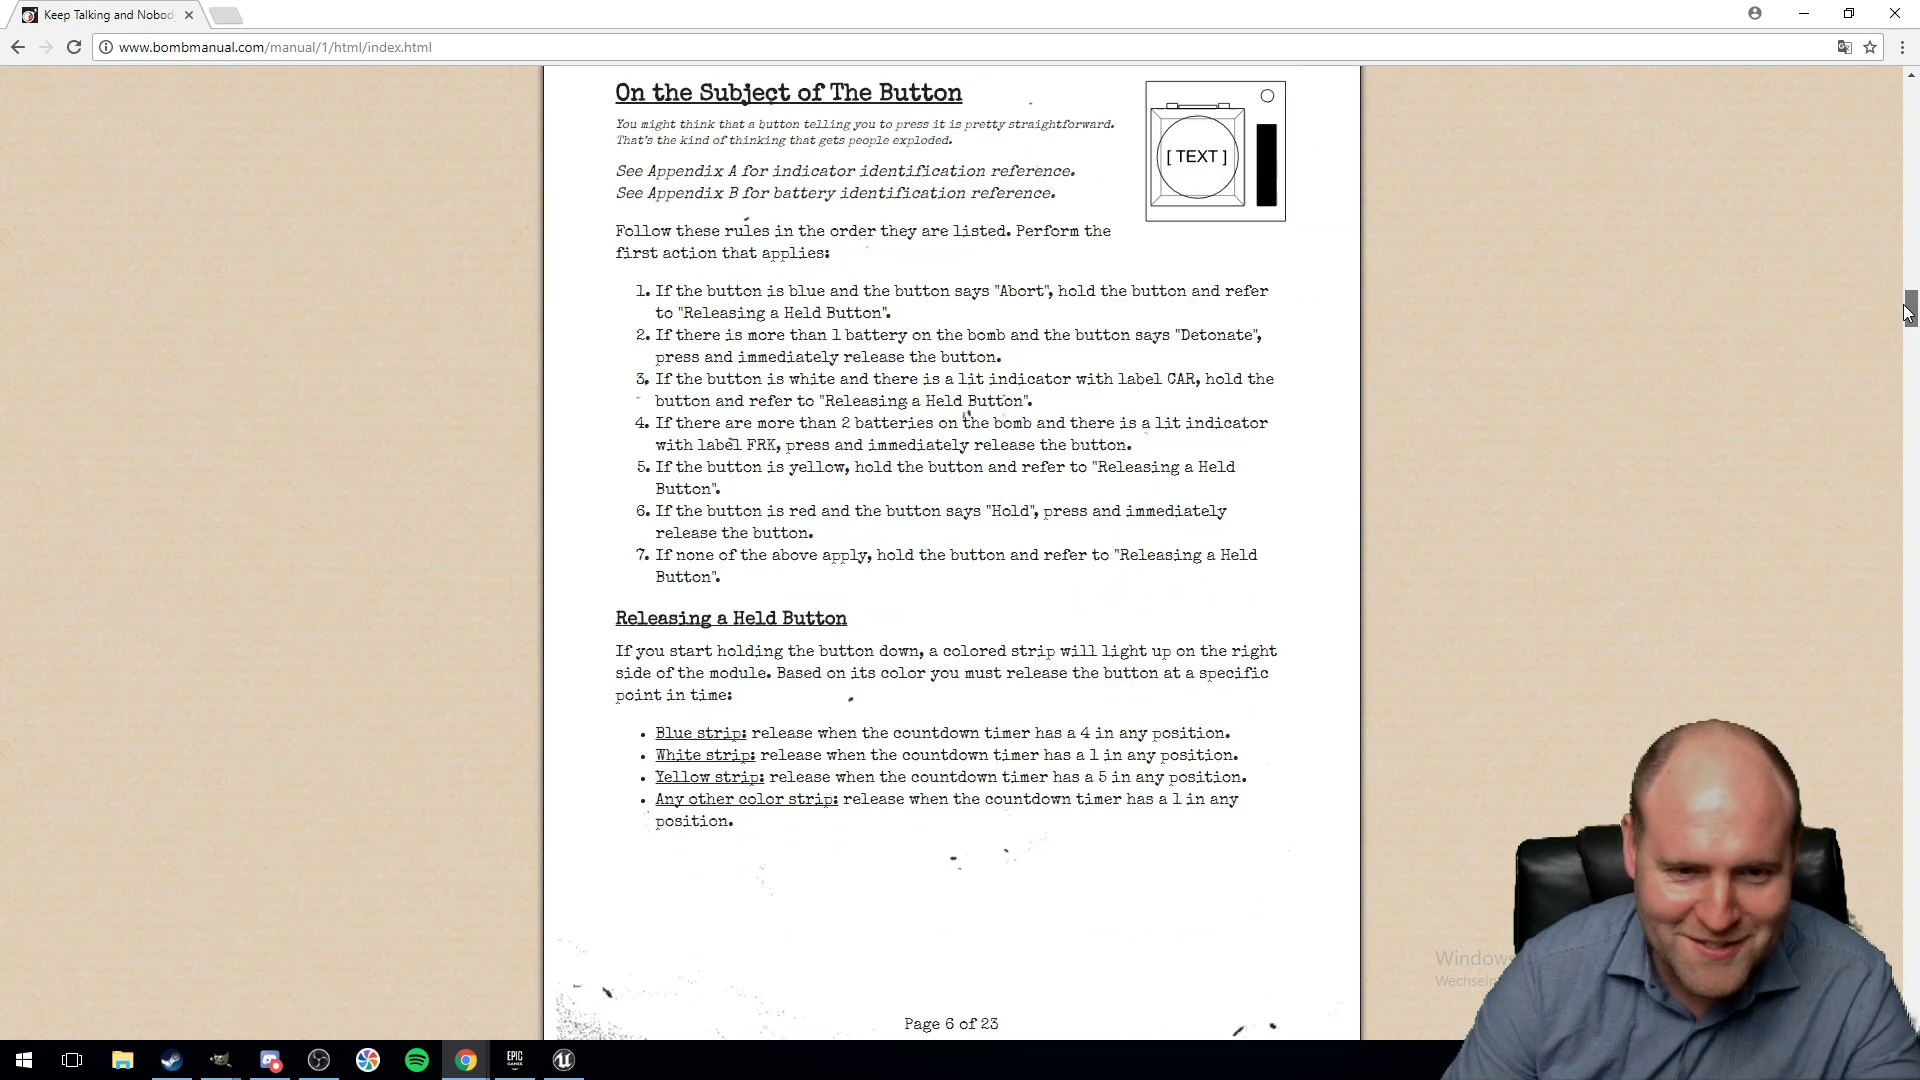 Keep Talking and Nobod
www.bombmanual.com/manual/1/html/index.html
On the Subject of The Button
You might think that a button telling you to press it is pretty straightforward.
That's the kind of thinking that gets people exploded.
[ TEXT ]
See Appendix A for indicator identification reference.
See Appendix B for battery identification reference.
Follow these rules in the order they are listed. Perform the
first action that applies:
1. If the button is blue and the button says "Abort", hold the button and refer
to "Releasing a Held Button".
2. If there is more than 1 battery on the bomb and the button says "Detonate",
press and immediately release the button.
3. If the button is white and there is a lit indicator with label CAR, hold the
button and refer to "Releasing a Held Button".
4. If there are more than 2 batteries on the bomb and there is a lit indicator
with label FRK, press and immediately release the button.
5. If the button is yellow, hold the button and refer to "Releasing a Held
Button".
6. If the button is red and the button says "Hold", press and immediately
release the button.
7. If none of the above apply, hold the button and refer to "Releasing a Held
Button".
Releasing a Held Button
If you start holding the button down, a colored strip will light up on the right
side of the module. Based on its color you must release the button at a specific
point in time:
• Blue strip: release when the countdown timer has a 4 in any position.
• White strip: release when the countdown timer has a 1 in any position.
• Yellow strip: release when the countdown timer has a 5 in any position.
• Any other color strip: release when the countdown timer has a 1 in any
position.
Windows
Wechseln
Page 6 of 23
EPIC
GAMES